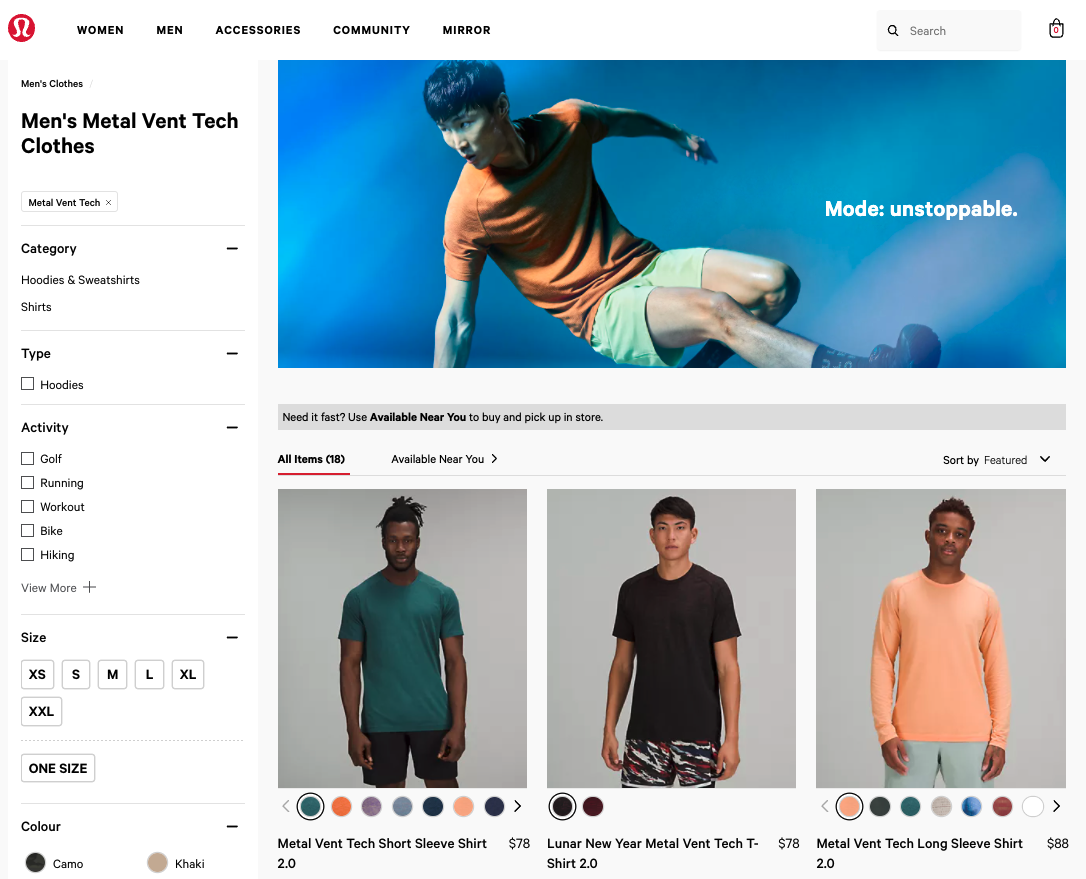 WOMEN MEN ACCESSORIES COMMUNITY MIRROR
Search
0
Men's Clothes /
Men's Metal Vent Tech
Clothes
Metal Vent Tech ×
Category
Hoodies & Sweatshirts
Shirts
Type
Hoodies
Activity
Golf
Running
Workout
Bike
Hiking
View More
Size
XS S M L XL
XXL
ONE SIZE
Colour
Camo Khaki
Mode: unstoppable.
Need it fast? Use Available Near You to buy and pick up in store.
All Items (18) Available Near You
Sort by Featured
Metal Vent Tech Short Sleeve Shirt
2.0
$78
Lunar New Year Metal Vent Tech T-
Shirt 2.0
$78
Metal Vent Tech Long Sleeve Shirt
2.0
$88